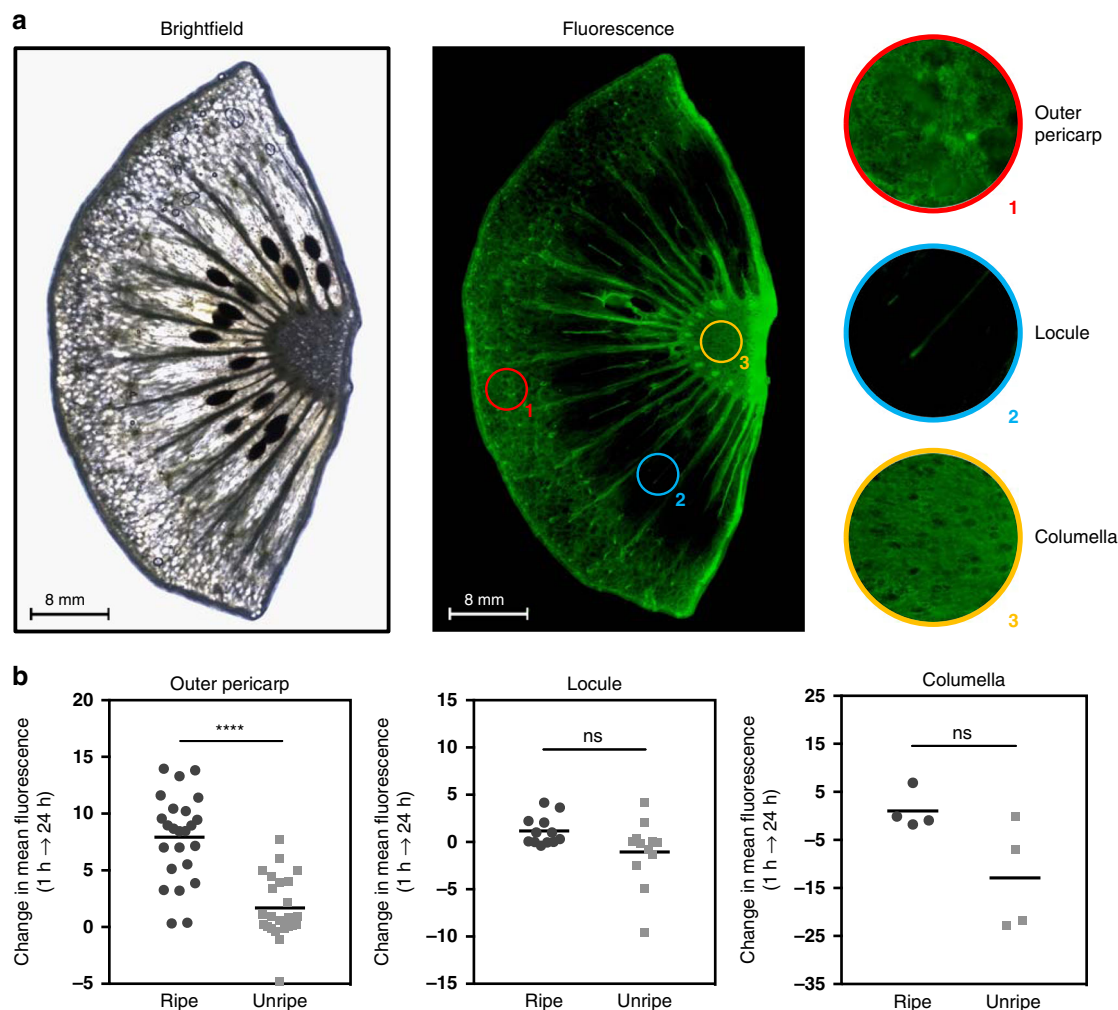 a
Brightfield
Fluorescence
8 mm
1
2
3
8 mm
Outer
pericarp
1
Locule
2
Columella
3
b
Outer pericarp
Change in mean fluorescence
(1 h → 24 h)
20
15
10
5
0
–5
****
Ripe
Unripe
Locule
Change in mean fluorescence
(1 h → 24 h)
15
10
5
0
–5
–10
–15
ns
Ripe
Unripe
Columella
Change in mean fluorescence
(1 h → 24 h)
25
15
5
–5
–15
–25
–35
ns
Ripe
Unripe